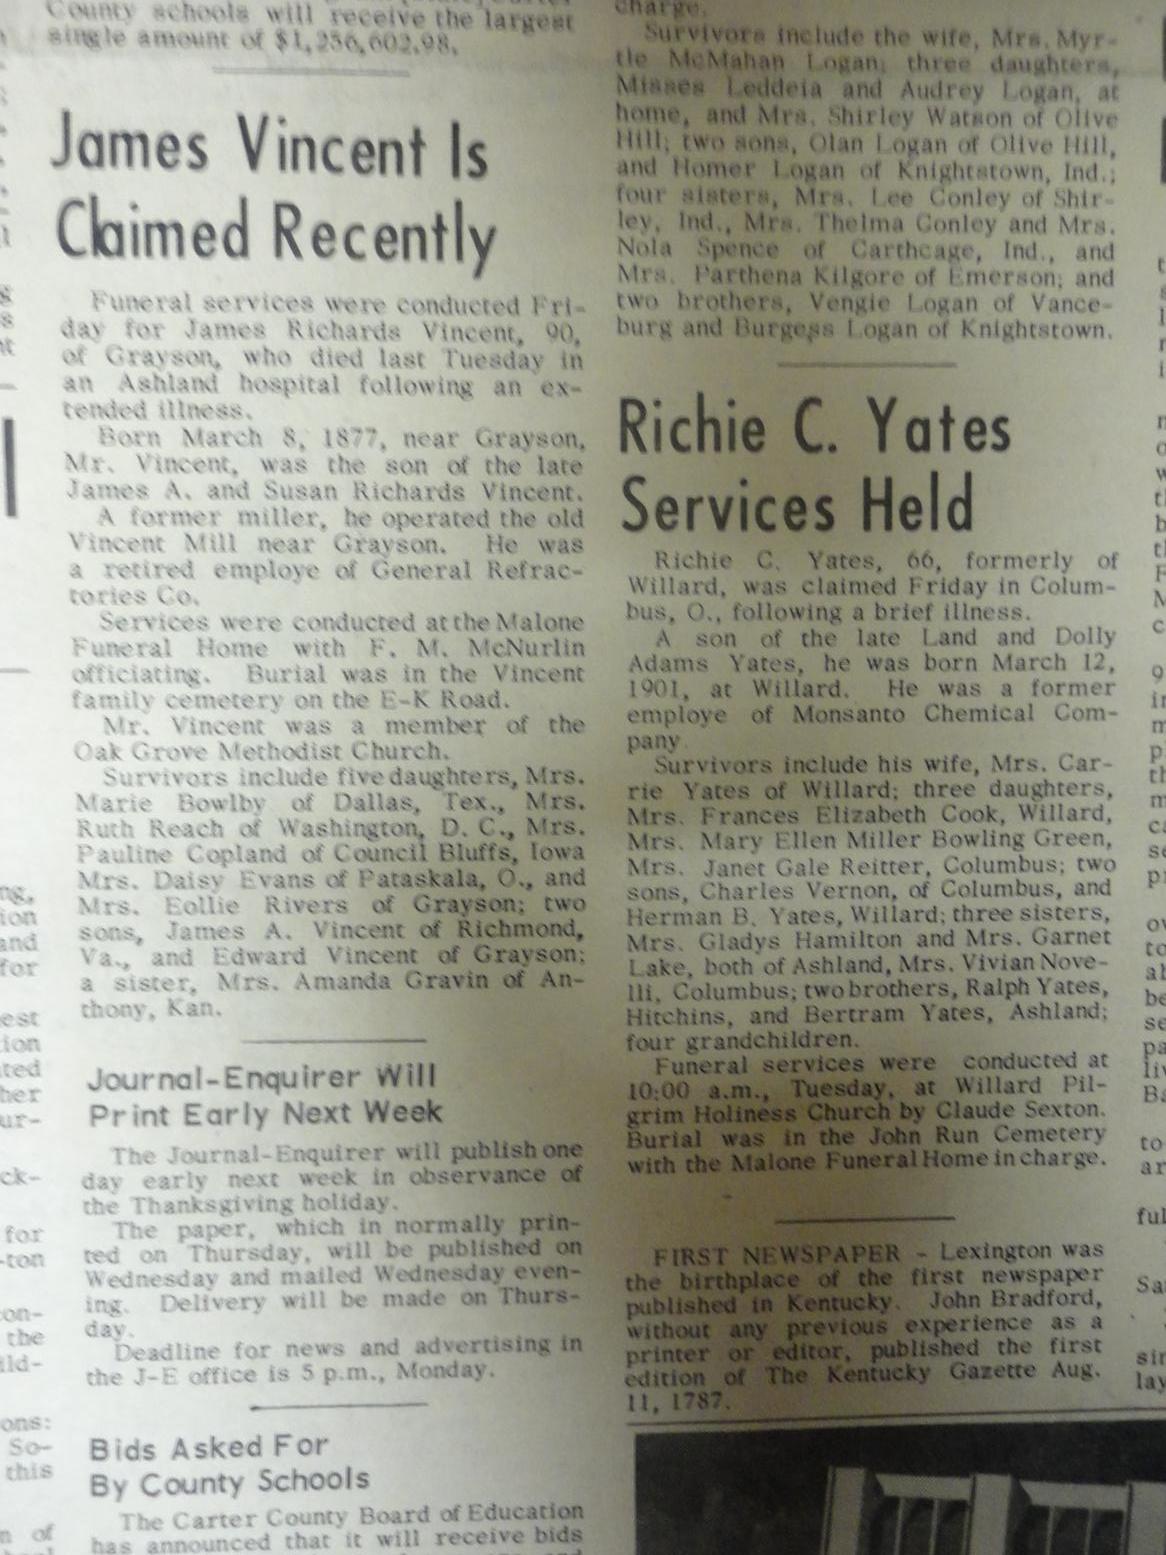 County schools will receive the largest
single amount of $1,256,602.98.
James Vincent Is
Claimed Recently
Funeral services were conducted Fri-
day for James Richards Vincent, 90,
of Grayson, who died last Tuesday in
an Ashland hospital following an ex-
tended illness.
Born March 8, 1877, near Grayson,
Mr. Vincent, was the son of the late
James A. and Susan Richards Vincent.
A former miller, he operated the old
Vincent Mill near Grayson. He was
a retired employe of General Refrac-
tories Co.
Services were conducted at the Malone
Funeral Home with F. M. McNurlin
officiating. Burial was in the Vincent
family cemetery on the E-K Road.
Mr. Vincent was a member of the
Oak Grove Methodist Church.
Survivors include five daughters, Mrs.
Marie Bowlby of Dallas, Tex., Mrs.
Ruth Reach of Washington, D. C., Mrs.
Pauline Copland of Council Bluffs, Iowa
Mrs. Daisy Evans of Pataskala, O., and
Mrs. Eollie Rivers of Grayson; two
sons, James A. Vincent of Richmond,
Va., and Edward Vincent of Grayson;
a sister, Mrs. Amanda Gravin of An-
thony, Kan.
Journal-Enquirer Will
Print Early Next Week
The Journal-Enquirer will publish one
day early next week in observance of
the Thanksgiving holiday.
The paper, which in normally prin-
ted on Thursday, will be published on
Wednesday and mailed Wednesday even-
ing. Delivery will be made on Thurs-
day.
Deadline for news and advertising in
the J-E office is 5 p.m., Monday.
Bids Asked For
By County Schools
The Carter County Board of Education
has announced that it will receive bids
charge.
Survivors include the wife, Mrs. Myr-
tle McMahan Logan; three daughters,
Misses Leddeia and Audrey Logan, at
home, and Mrs. Shirley Watson of Olive
Hill; two sons, Olan Logan of Olive Hill,
and Homer Logan of Knightstown, Ind.;
four sisters, Mrs. Lee Conley of Shir-
ley, Ind., Mrs. Thelma Conley and Mrs.
Nola Spence of Carthcage, Ind., and
Mrs. Parthena Kilgore of Emerson; and
two brothers, Vengie Logan of Vance-
burg and Burgess Logan of Knightstown.
Richie C. Yates
Services Held
Richie C. Yates, 66, formerly of
Willard, was claimed Friday in Colum-
bus, O., following a brief illness.
A son of the late Land and Dolly
Adams Yates, he was born March 12,
1901, at Willard. He was a former
employe of Monsanto Chemical Com-
pany.
Survivors include his wife, Mrs. Car-
rie Yates of Willard; three daughters,
Mrs. Frances Elizabeth Cook, Willard,
Mrs. Mary Ellen Miller Bowling Green,
Mrs. Janet Gale Reitter, Columbus; two
sons, Charles Vernon, of Columbus, and
Herman B. Yates, Willard; three sisters,
Mrs. Gladys Hamilton and Mrs. Garnet
Lake, both of Ashland, Mrs. Vivian Nove-
lli, Columbus; two brothers, Ralph Yates,
Hitchins, and Bertram Yates, Ashland;
four grandchildren.
Funeral services were conducted at
10:00 a.m., Tuesday, at Willard Pil-
grim Holiness Church by Claude Sexton.
Burial was in the John Run Cemetery
with the Malone Funeral Home in charge.
FIRST NEWSPAPER - Lexington was
the birthplace of the first newspaper
published in Kentucky. John Bradford,
without any previous experience as a
printer or editor, published the first
edition of The Kentucky Gazette Aug.
11, 1787.